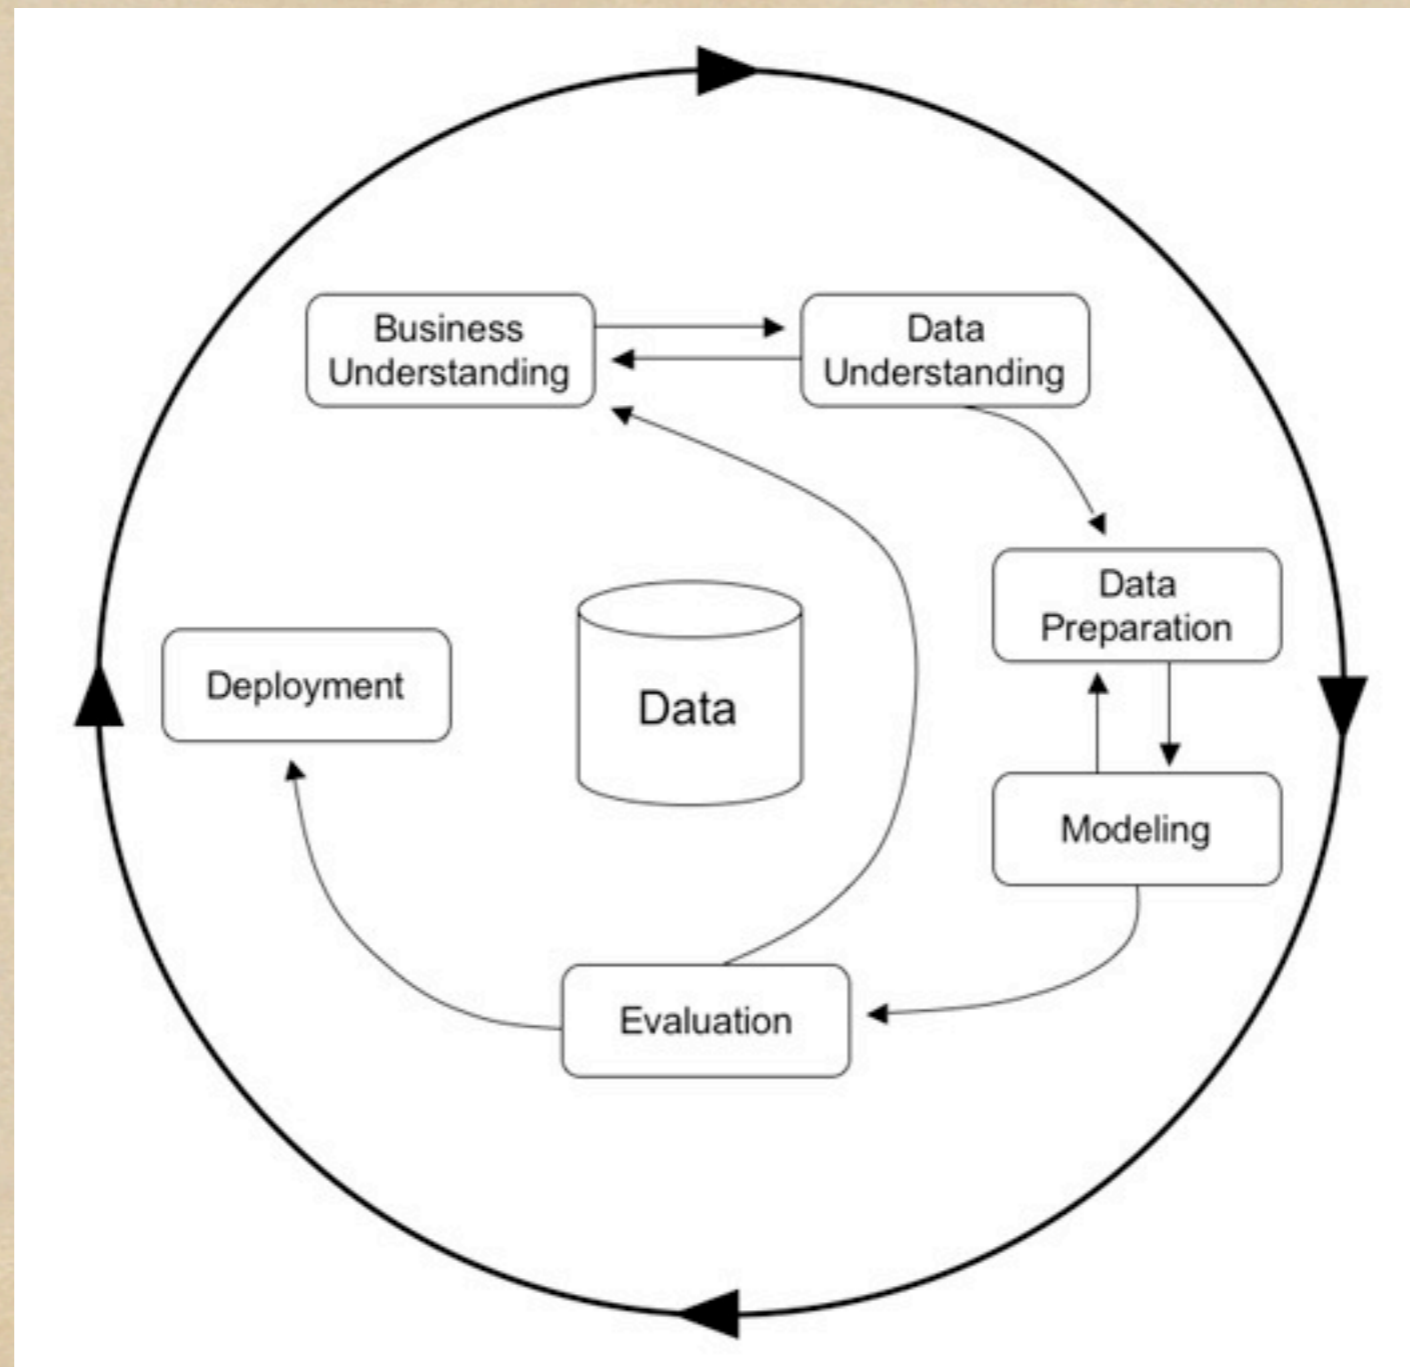 Business
Understanding
Data
Understanding
Data
Preparation
Deployment
Data
Modeling
Evaluation